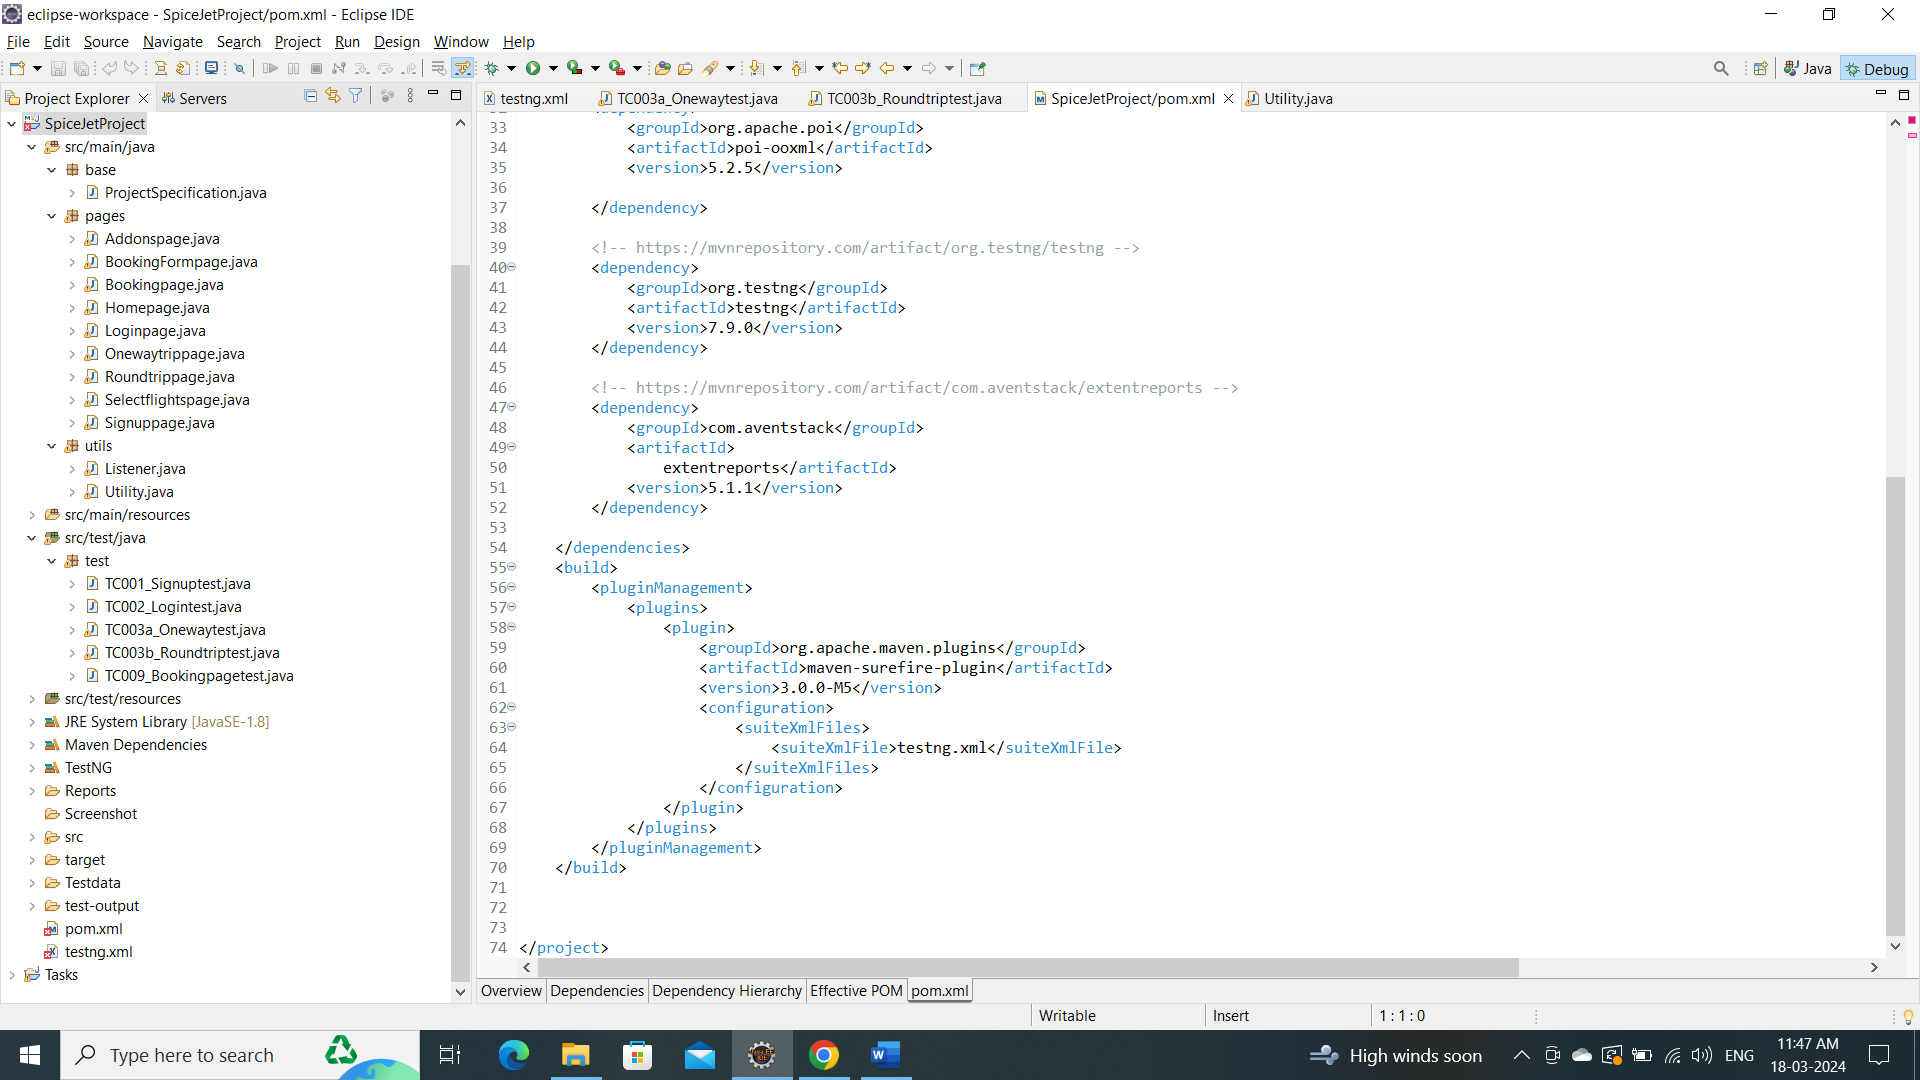 eclipse-workspace - SpiceJetProject/pom.xml - Eclipse IDE
File Edit Source Navigate Search Project Run Design Window Help
Java Debug
Project Explorer Servers
testng.xml TC003a_Onewaytest.java TC003b_Roundtriptest.java SpiceJetProject/pom.xml Utility.java
SpiceJetProject
src/main/java
base
ProjectSpecification.java
pages
Addonspage.java
BookingFormpage.java
Bookingpage.java
Homepage.java
Loginpage.java
Onewaytrippage.java
Roundtrippage.java
Selectflightspage.java
Signuppage.java
utils
Listener.java
Utility.java
src/main/resources
src/test/java
test
TC001_Signuptest.java
TC002_Logintest.java
TC003a_Onewaytest.java
TC003b_Roundtriptest.java
TC009_Bookingpagetest.java
src/test/resources
JRE System Library [JavaSE-1.8]
Maven Dependencies
TestNG
Reports
Screenshot
src
target
Testdata
test-output
pom.xml
testng.xml
Tasks
33 <groupId>org.apache.poi</groupId>
34 <artifactId>poi-ooxml</artifactId>
35 <version>5.2.5</version>
36
37 </dependency>
38
39 <!-- https://mvnrepository.com/artifact/org.testng/testng -->
40 <dependency>
41 <groupId>org.testng</groupId>
42 <artifactId>testng</artifactId>
43 <version>7.9.0</version>
44 </dependency>
45
46 <!-- https://mvnrepository.com/artifact/com.aventstack/extentreports -->
47 <dependency>
48 <groupId>com.aventstack</groupId>
49 <artifactId>
50 extentreports</artifactId>
51 <version>5.1.1</version>
52 </dependency>
53
54 </dependencies>
55 <build>
56 <pluginManagement>
57 <plugins>
58 <plugin>
59 <groupId>org.apache.maven.plugins</groupId>
60 <artifactId>maven-surefire-plugin</artifactId>
61 <version>3.0.0-M5</version>
62 <configuration>
63 <suiteXmlFiles>
64 <suiteXmlFile>testng.xml</suiteXmlFile>
65 </suiteXmlFiles>
66 </configuration>
67 </plugin>
68 </plugins>
69 </pluginManagement>
70 </build>
71
72
73
74 </project>
Overview Dependencies Dependency Hierarchy Effective POM pom.xml
Writable Insert 1 : 1 : 0
Type here to search
High winds soon
ENG
11:47 AM
18-03-2024